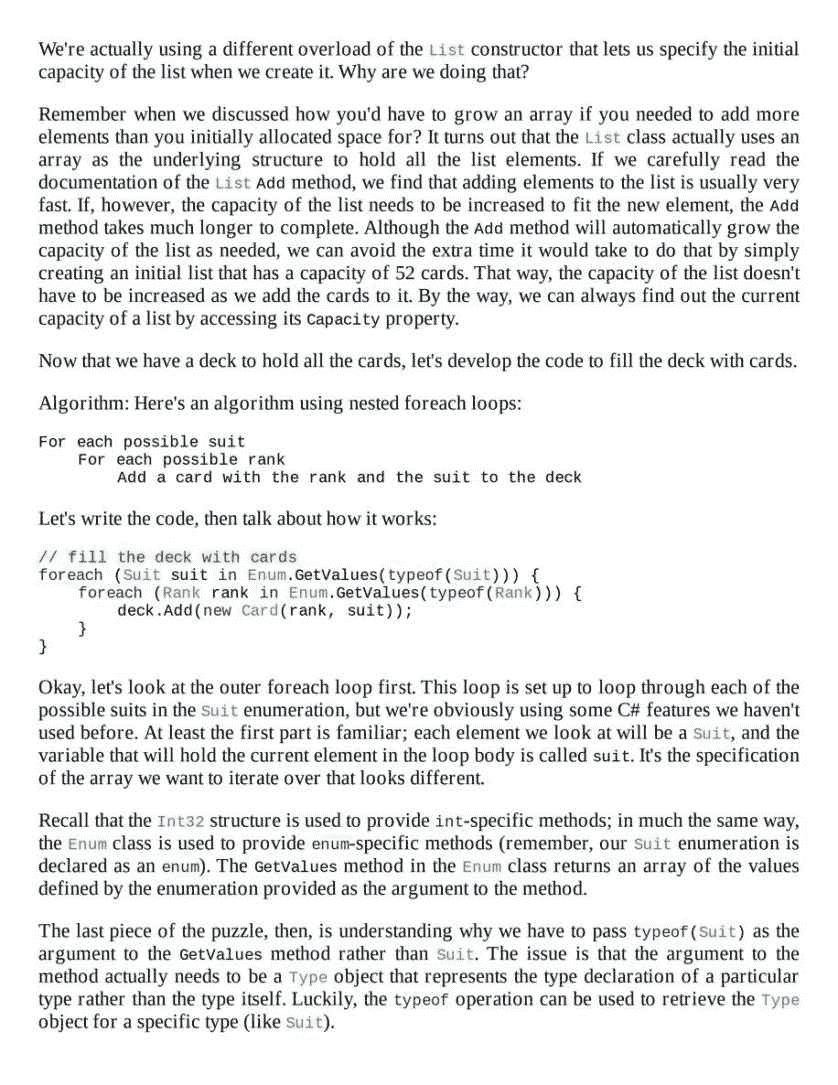 We're actually using a different overload of the List constructor that lets us specify the initial
capacity of the list when we create it. Why are we doing that?
Remember when we discussed how you'd have to grow an array if you needed to add more
elements than you initially allocated space for? It turns out that the List class actually uses an
array as the underlying structure to hold all the list elements. If we carefully read the
documentation of the List Add method, we find that adding elements to the list is usually very
fast. If, however, the capacity of the list needs to be increased to fit the new element, the Add
method takes much longer to complete. Although the Add method will automatically grow the
capacity of the list as needed, we can avoid the extra time it would take to do that by simply
creating an initial list that has a capacity of 52 cards. That way, the capacity of the list doesn't
have to be increased as we add the cards to it. By the way, we can always find out the current
capacity of a list by accessing its Capacity property.
Now that we have a deck to hold all the cards, let's develop the code to fill the deck with cards.
Algorithm: Here's an algorithm using nested foreach loops:
For each possible suit
    For each possible rank
        Add a card with the rank and the suit to the deck
Let's write the code, then talk about how it works:
// fill the deck with cards
foreach (Suit suit in Enum.GetValues(typeof(Suit))) {
    foreach (Rank rank in Enum.GetValues(typeof(Rank))) {
        deck.Add(new Card(rank, suit));
    }
}
Okay, let's look at the outer foreach loop first. This loop is set up to loop through each of the
possible suits in the Suit enumeration, but we're obviously using some C# features we haven't
used before. At least the first part is familiar; each element we look at will be a Suit, and the
variable that will hold the current element in the loop body is called suit. It's the specification
of the array we want to iterate over that looks different.
Recall that the Int32 structure is used to provide int-specific methods; in much the same way,
the Enum class is used to provide enum-specific methods (remember, our Suit enumeration is
declared as an enum). The GetValues method in the Enum class returns an array of the values
defined by the enumeration provided as the argument to the method.
The last piece of the puzzle, then, is understanding why we have to pass typeof(Suit) as the
argument to the GetValues method rather than Suit. The issue is that the argument to the
method actually needs to be a Type object that represents the type declaration of a particular
type rather than the type itself. Luckily, the typeof operation can be used to retrieve the Type
object for a specific type (like Suit).